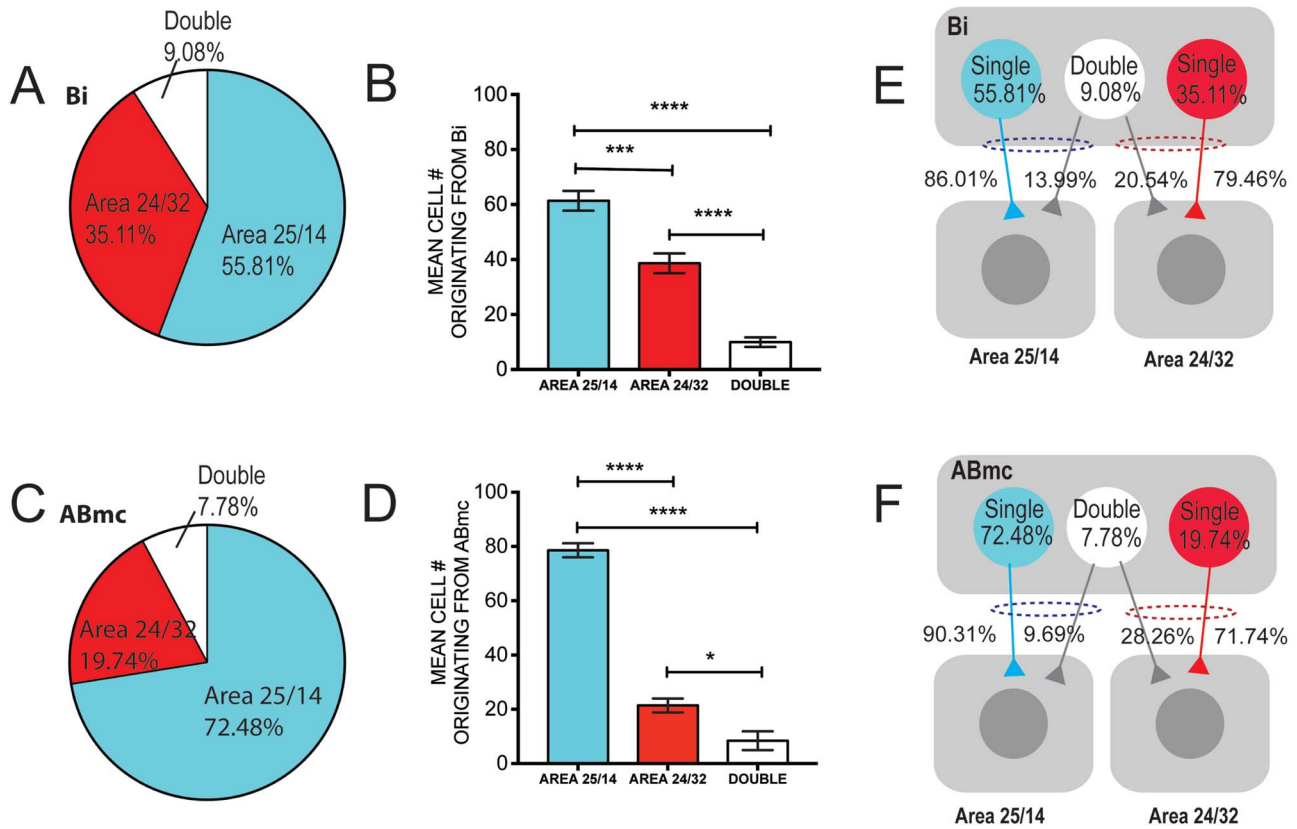 A
Bi
Double
9.08%
Area 24/32
35.11%
Area 25/14
55.81%
B
MEAN CELL #
ORIGINATING FROM Bi
100
80
60
40
20
0
****
***
****
AREA 25/14
AREA 24/32
DOUBLE
E
Bi
Single
55.81%
Double
9.08%
Single
35.11%
86.01%
13.99%
20.54%
79.46%
Area 25/14
Area 24/32
C
ABmc
Double
7.78%
Area 24/32
19.74%
Area 25/14
72.48%
D
MEAN CELL #
ORIGINATING FROM ABmc
100
80
60
40
20
0
****
****
*
AREA 25/14
AREA 24/32
DOUBLE
F
ABmc
Single
72.48%
Double
7.78%
Single
19.74%
90.31%
9.69%
28.26%
71.74%
Area 25/14
Area 24/32